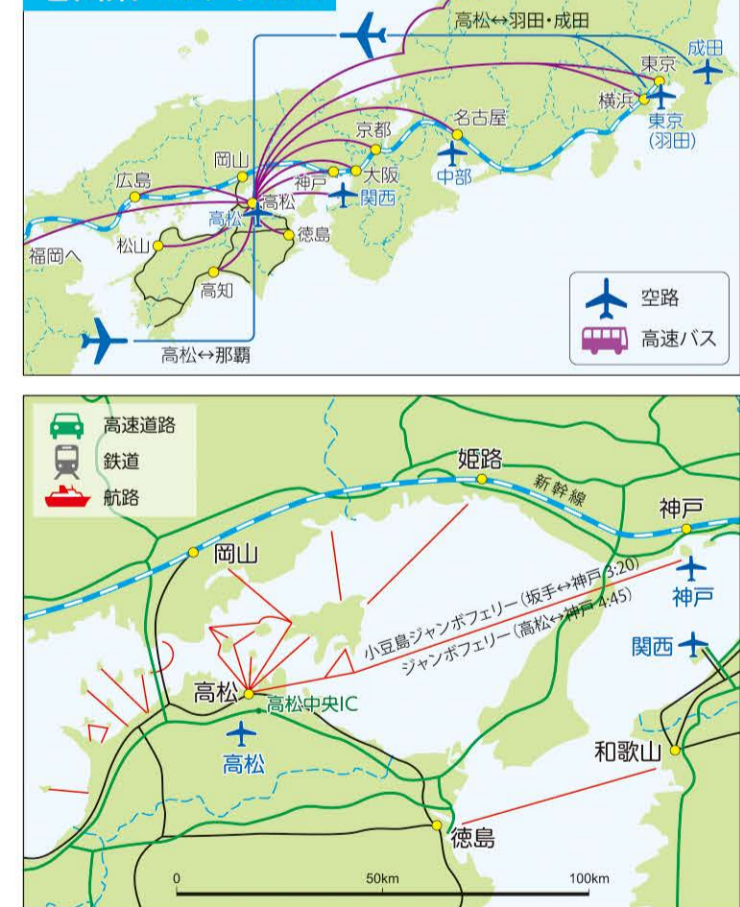 高松↔羽田・成田
成田
東京
横浜
東京
(羽田)
名古屋
中部
京都
岡山
神戸
大阪
関西
広島
高松
高松
徳島
松山
福岡へ
高知
高松↔那覇
空路
高速バス
高速道路
鉄道
航路
姫路
新幹線
神戸
岡山
神戸
小豆島ジャンボフェリー(坂手↔神戸 3:20)
ジャンボフェリー(高松↔神戸 4:45)
関西
高松
高松中央IC
高松
和歌山
徳島
0
50km
100km